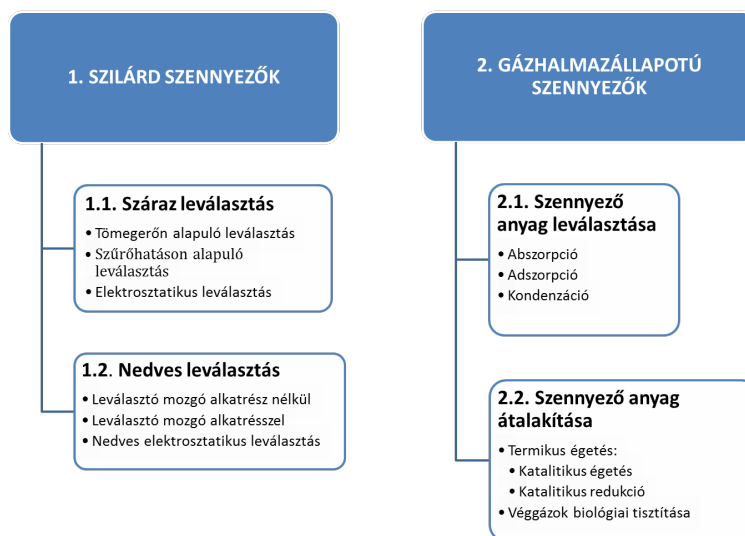 1. SZILÁRD SZENNYEZŐK
1.1. Száraz leválasztás
• Tömegerőn alapuló leválasztás
• Szűrőhatáson alapuló
leválasztás
• Elektrosztatikus leválasztás
1.2. Nedves leválasztás
• Leválasztó mozgó alkatrész nélkül
• Leválasztó mozgó alkatrésszel
• Nedves elektrosztatikus leválasztás
2. GÁZHALMAZÁLLAPOTÚ
SZENNYEZŐK
2.1. Szennyező
anyag leválasztása
• Abszorpció
• Adszorpció
• Kondenzáció
2.2. Szennyező anyag
átalakítása
• Termikus égetés:
• Katalitikus égetés
• Katalitikus redukció
• Véggázok biológiai tisztítása